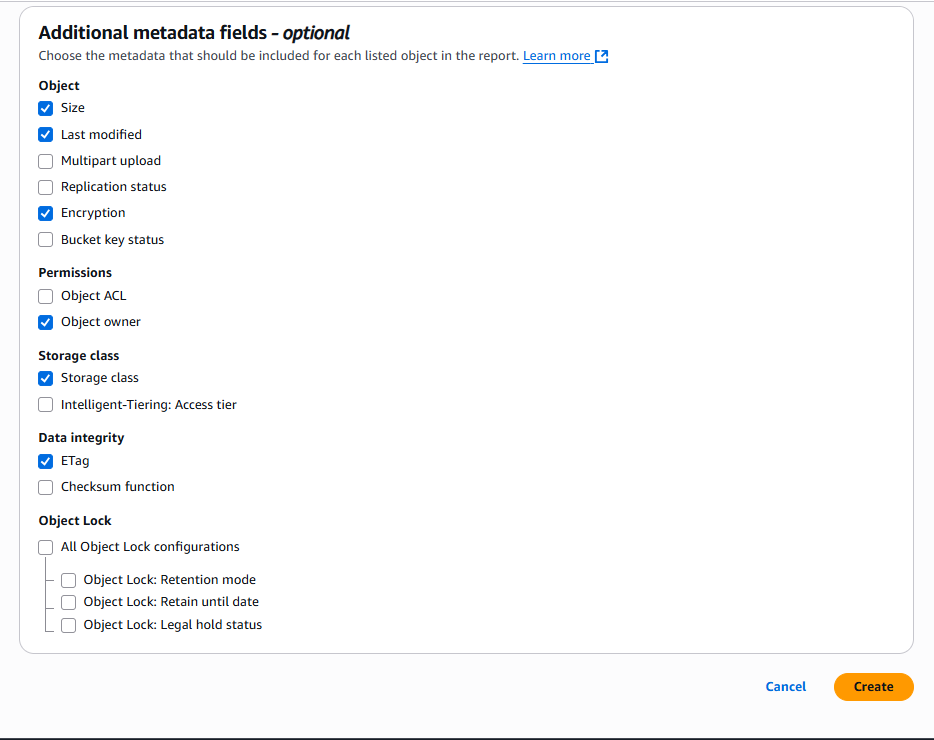 Additional metadata fields - optional
Choose the metadata that should be included for each listed object in the report. Learn more
Object
Size
Last modified
Multipart upload
Replication status
Encryption
Bucket key status
Permissions
Object ACL
Object owner
Storage class
Storage class
Intelligent-Tiering: Access tier
Data integrity
ETag
Checksum function
Object Lock
All Object Lock configurations
Object Lock: Retention mode
Object Lock: Retain until date
Object Lock: Legal hold status
Cancel Create